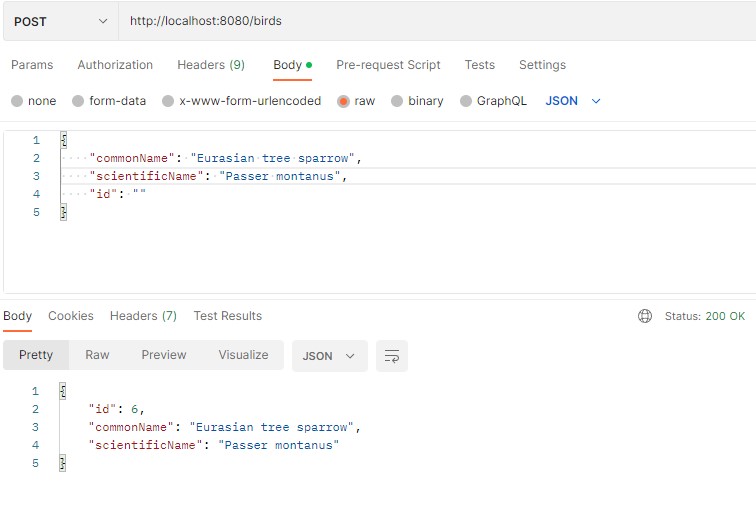 POST http://localhost:8080/birds
Params Authorization Headers (9) Body Pre-request Script Tests Settings
none form-data x-www-form-urlencoded raw binary GraphQL JSON
1 {
2 ····"commonName":·"Eurasian·tree·sparrow",
3 ····"scientificName":·"Passer·montanus",
4 ····"id":·""
5 }
Body Cookies Headers (7) Test Results Status: 200 OK
Pretty Raw Preview Visualize JSON
1 {
2 "id": 6,
3 "commonName": "Eurasian tree sparrow",
4 "scientificName": "Passer montanus"
5 }